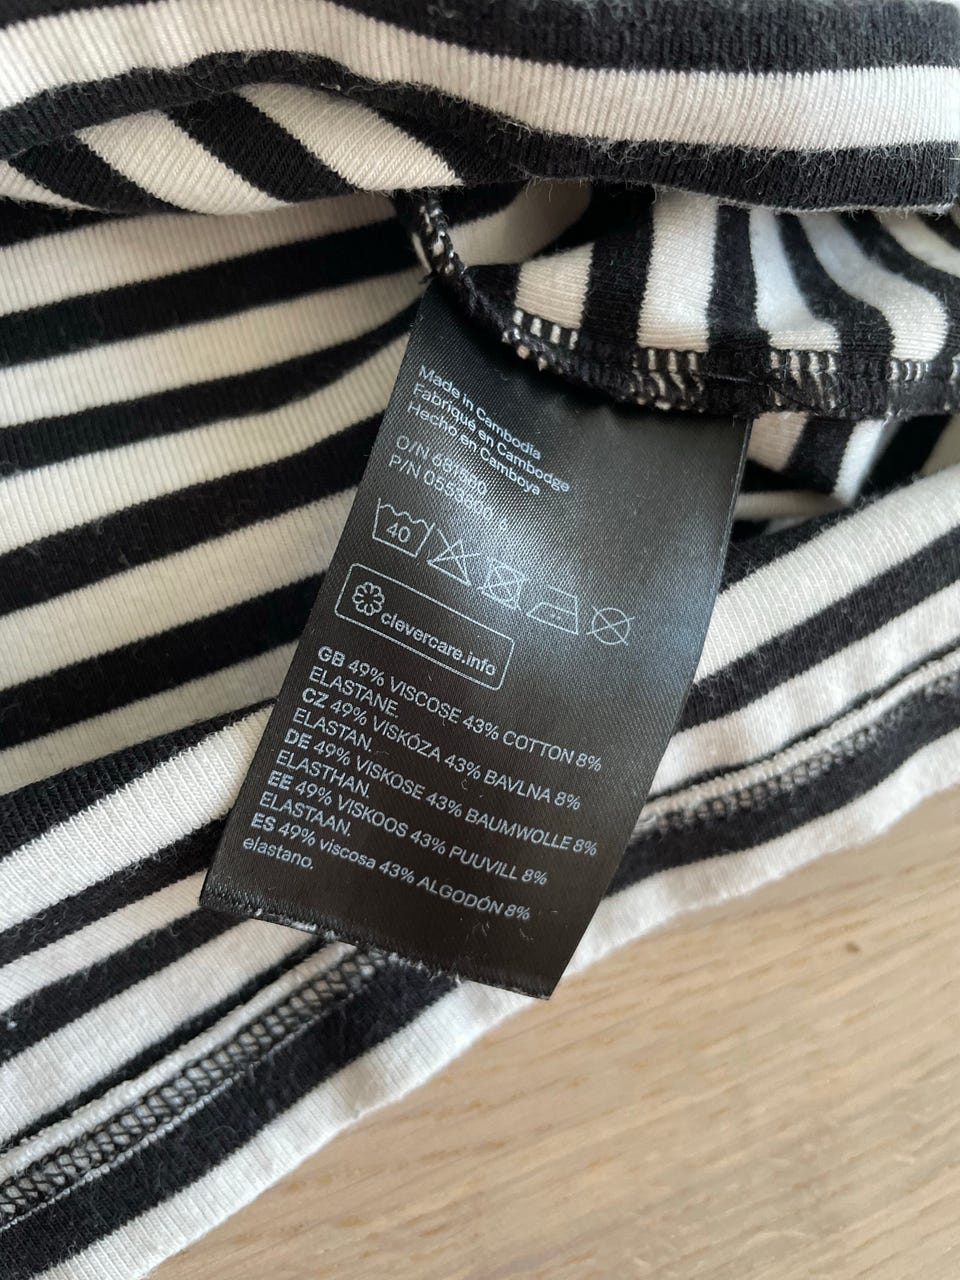 Made in Cambodia
Fabriqué en Cambodge
Hecho en Camboya
O/N
P/N
40
clevercare.info
GB 49% VISCOSE 43% COTTON 8%
ELASTANE.
CZ 49% VISKÓZA 43% BAVLNA 8%
ELASTAN.
DE 49% VISKOSE 43% BAUMWOLLE 8%
ELASTHAN.
EE 49% VISKOOS 43% PUUVILL 8%
ELASTAAN.
ES 49% viscosa 43% ALGODÓN 8%
elastano.